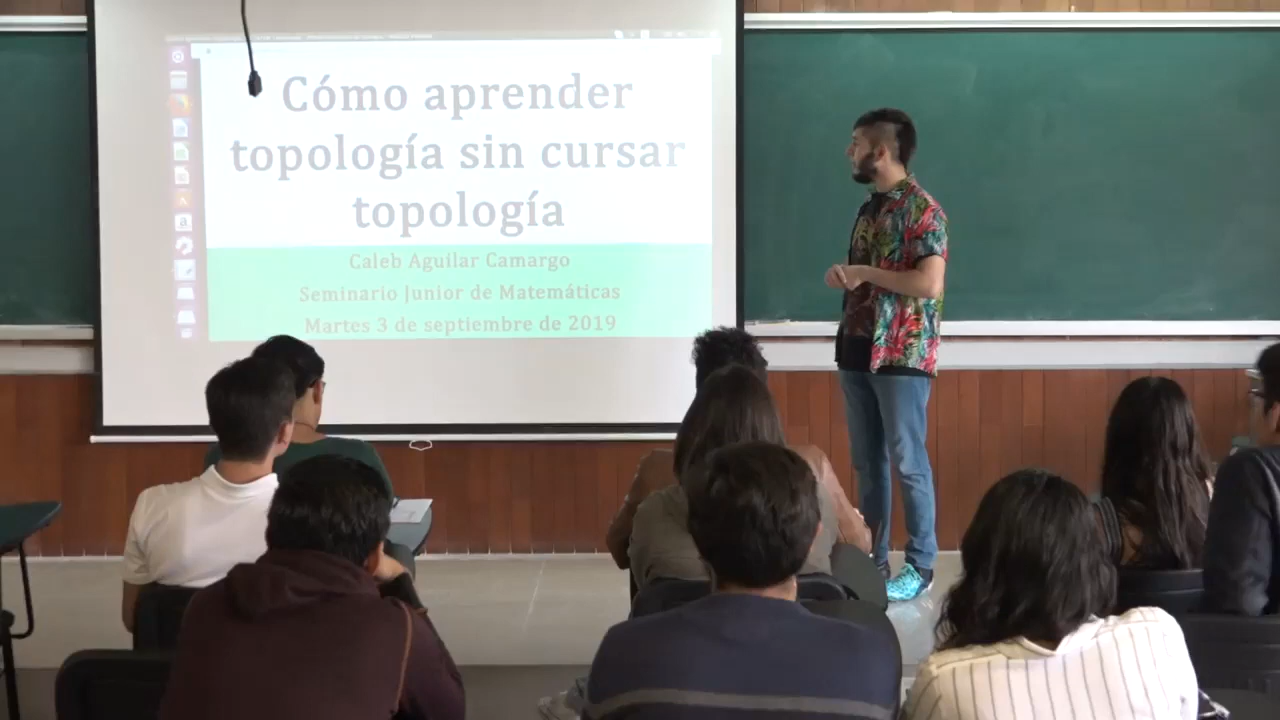 Cómo aprender
topología sin cursar
topología
Caleb Aguilar Camargo
Seminario Junior de Matemáticas
Martes 3 de septiembre de 2019